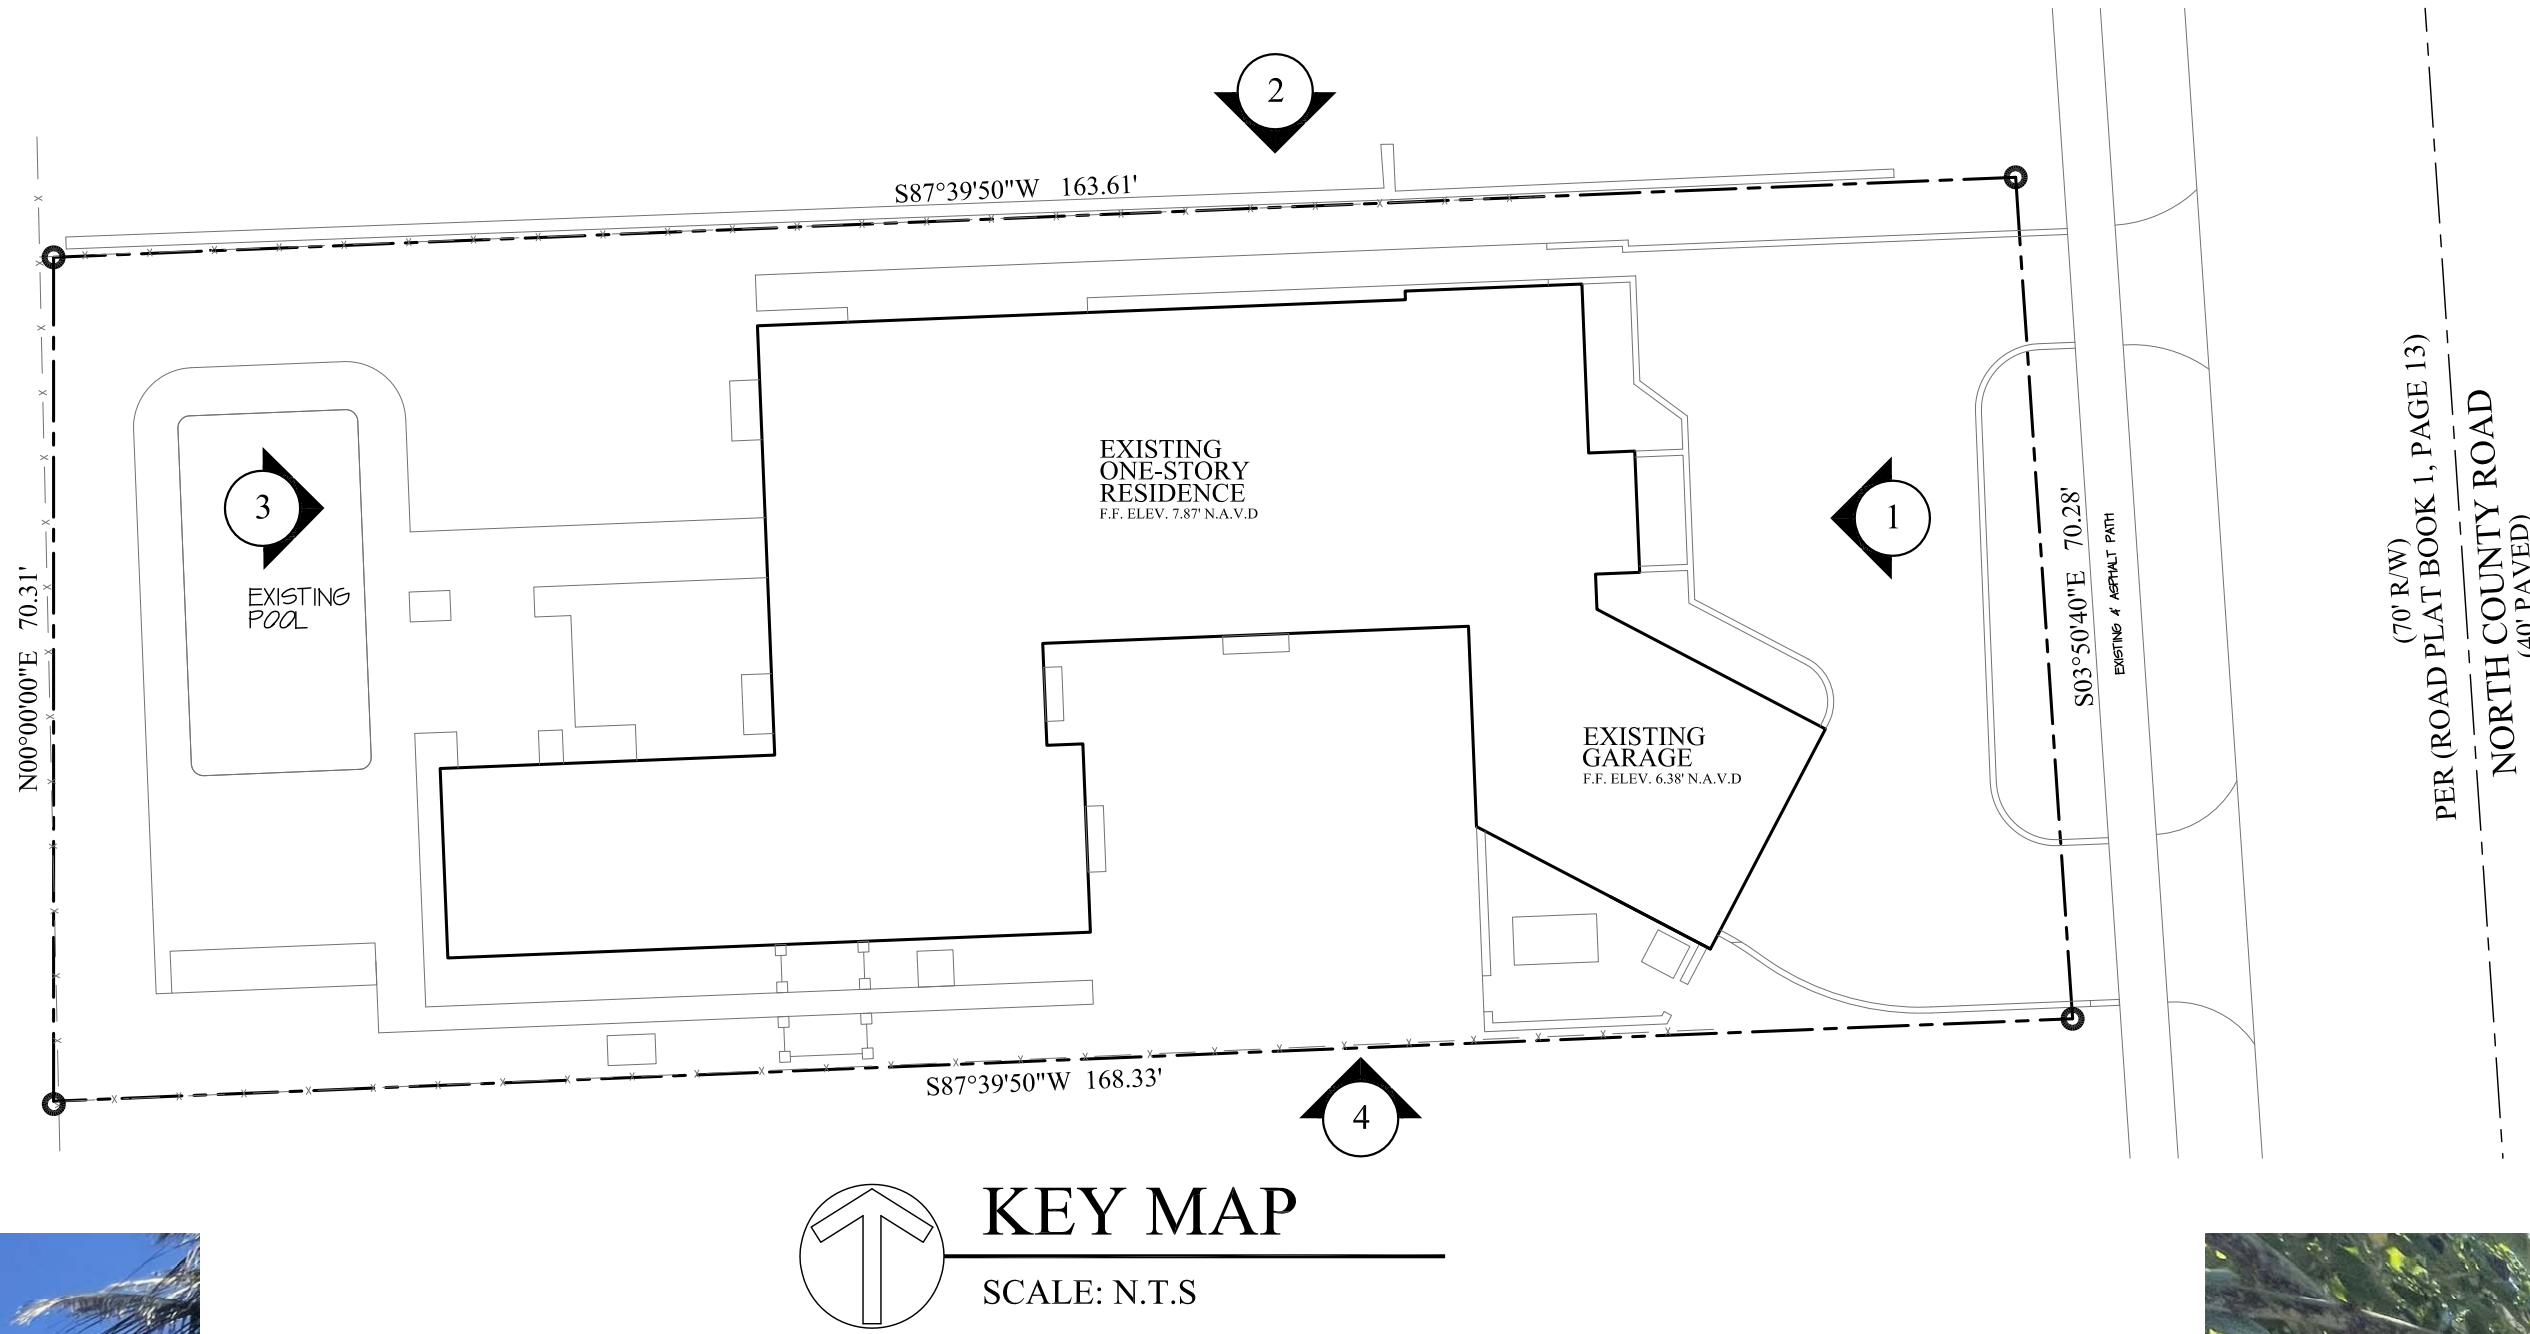 2
S87°39'50"W 163.61'
EXISTING
ONE-STORY
RESIDENCE
F.F. ELEV. 7.87' N.A.V.D
3
EXISTING
POOL
1
N00°00'00"E 70.31'
S03°50'40"E 70.28'
EXISTING 4' ASPHALT PATH
(70' R/W)
PER (ROAD PLAT BOOK 1, PAGE 13)
NORTH COUNTY ROAD
(40' PAVED)
EXISTING
GARAGE
F.F. ELEV. 6.38' N.A.V.D
S87°39'50"W 168.33'
4
KEY MAP
SCALE: N.T.S